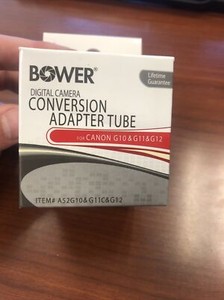 BOWER®
Lifetime
Guarantee
DIGITAL CAMERA
CONVERSION
ADAPTER TUBE
FOR CANON G10 & G11 & G12
ITEM# AS2G10 & G11C & G12